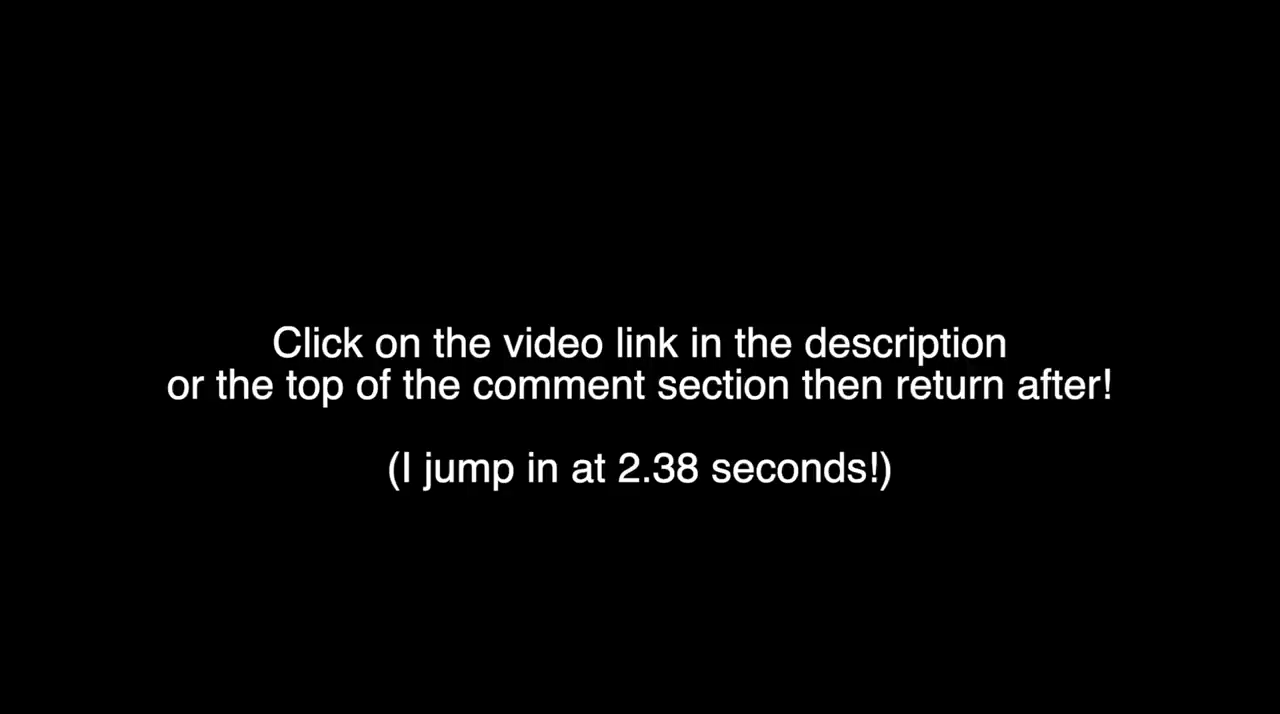 Click on the video link in the description
or the top of the comment section then return after!
(I jump in at 2.38 seconds!)